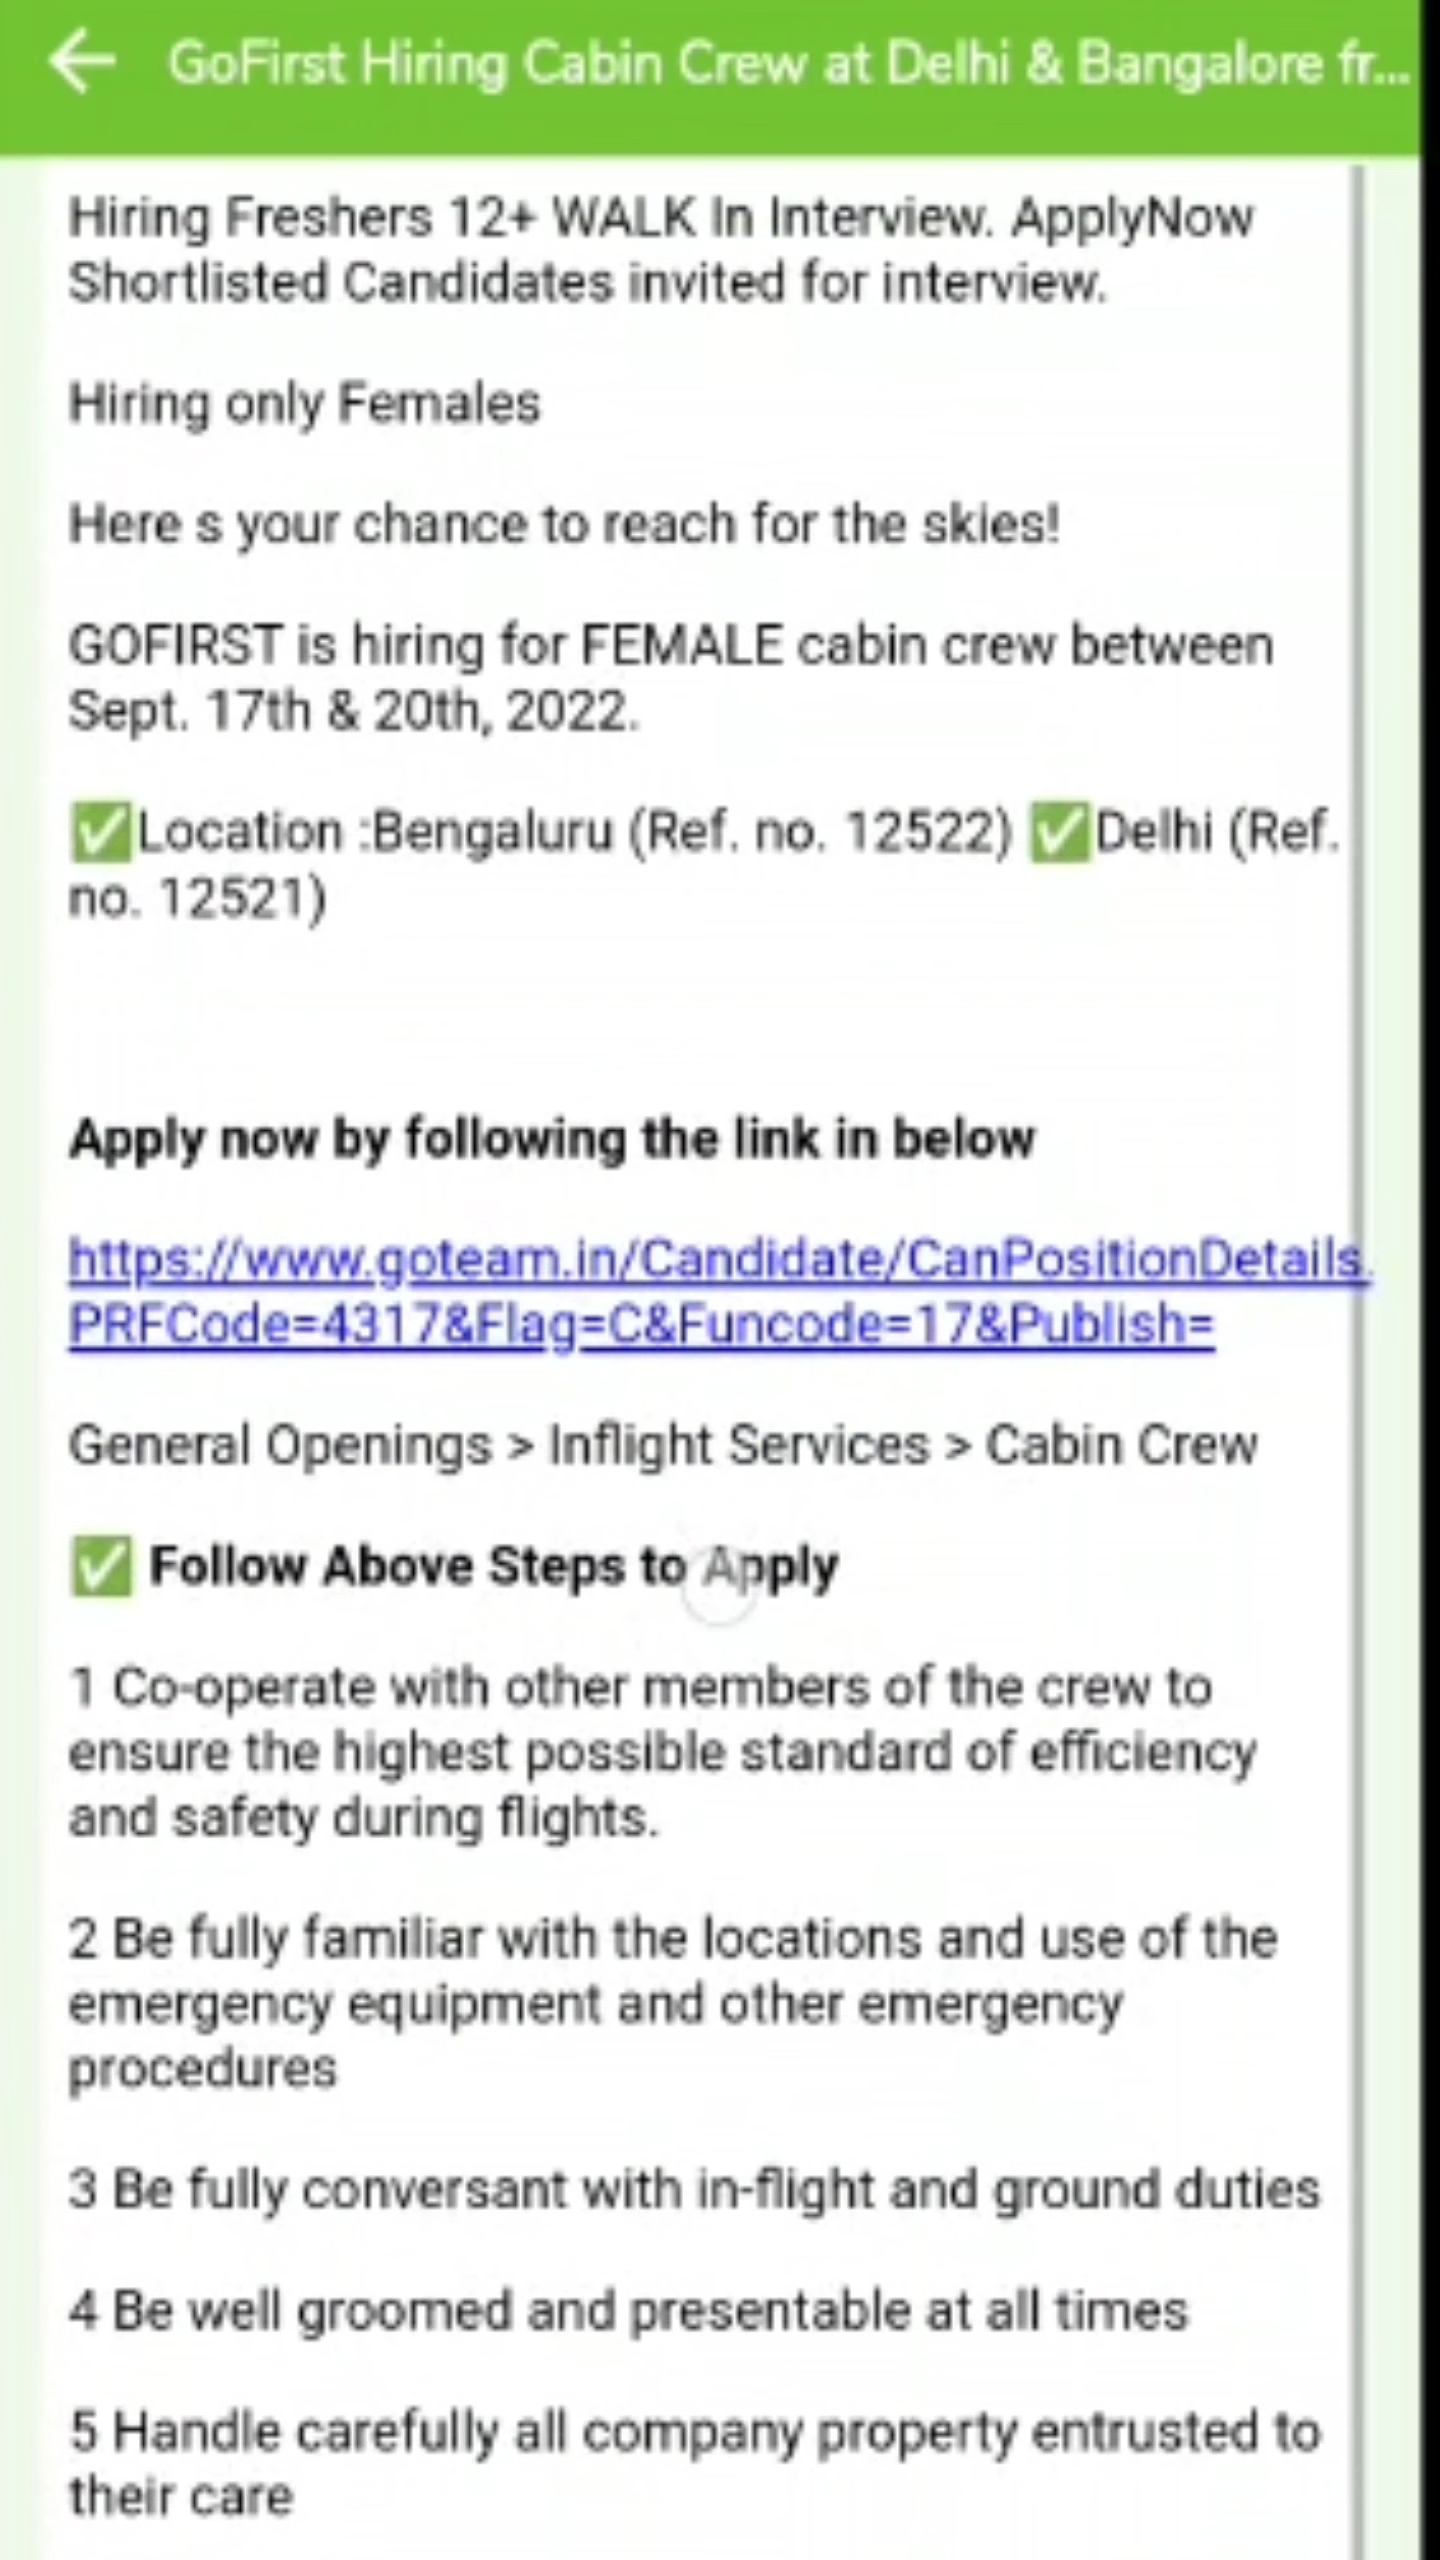 GoFirst Hiring Cabin Crew at Delhi & Bangalore fr...
Hiring Freshers 12+ WALK In Interview. ApplyNow
Shortlisted Candidates invited for interview.
Hiring only Females
Here s your chance to reach for the skies!
GOFIRST is hiring for FEMALE cabin crew between
Sept. 17th & 20th, 2022.
✅Location :Bengaluru (Ref. no. 12522) ✅Delhi (Ref.
no. 12521)
Apply now by following the link in below
https://www.goteam.in/Candidate/CanPositionDetails.
PRFCode=4317&Flag=C&Funcode=17&Publish=
General Openings > Inflight Services > Cabin Crew
✅ Follow Above Steps to Apply
1 Co-operate with other members of the crew to
ensure the highest possible standard of efficiency
and safety during flights.
2 Be fully familiar with the locations and use of the
emergency equipment and other emergency
procedures
3 Be fully conversant with in-flight and ground duties
4 Be well groomed and presentable at all times
5 Handle carefully all company property entrusted to
their care